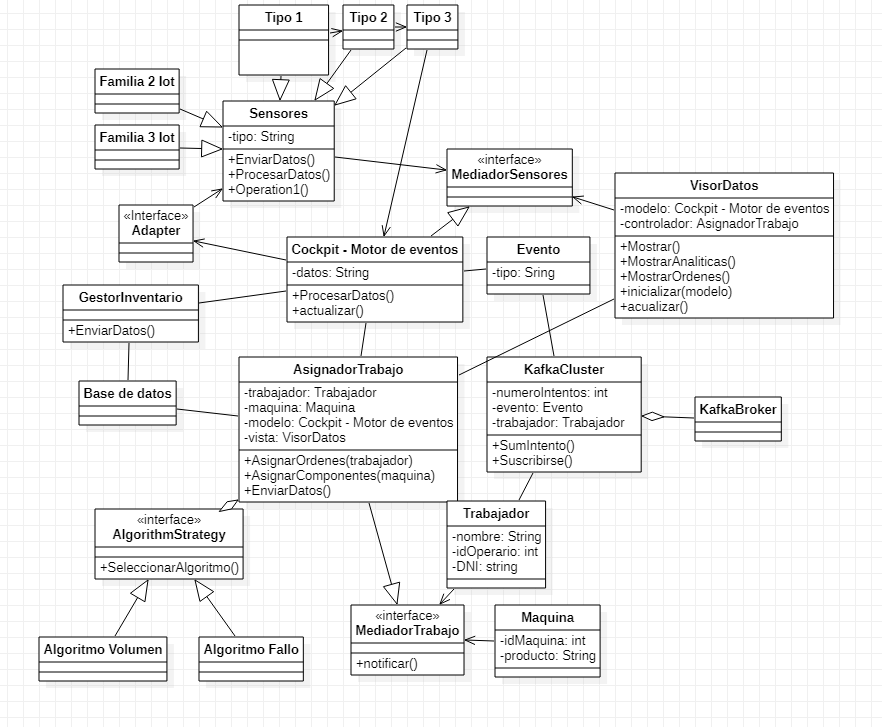 Tipo 1
Tipo 2
Tipo 3
Familia 2 Iot
Familia 3 Iot
Sensores
-tipo: String
+EnviarDatos()
+ProcesarDatos()
+Operation1()
«interface»
MediadorSensores
VisorDatos
-modelo: Cockpit - Motor de eventos
-controlador: AsignadorTrabajo
+Mostrar()
+MostrarAnaliticas()
+MostrarOrdenes()
+inicializar(modelo)
+acualizar()
«Interface»
Adapter
Cockpit - Motor de eventos
-datos: String
+ProcesarDatos()
+actualizar()
Evento
-tipo: Sring
GestorInventario
+EnviarDatos()
Base de datos
AsignadorTrabajo
-trabajador: Trabajador
-maquina: Maquina
-modelo: Cockpit - Motor de eventos
-vista: VisorDatos
+AsignarOrdenes(trabajador)
+AsignarComponentes(maquina)
+EnviarDatos()
KafkaCluster
-numeroIntentos: int
-evento: Evento
-trabajador: Trabajador
+SumIntento()
+Suscribirse()
KafkaBroker
«interface»
AlgorithmStrategy
+SeleccionarAlgoritmo()
Trabajador
-nombre: String
-idOperario: int
-DNI: string
Algoritmo Volumen
Algoritmo Fallo
«interface»
MediadorTrabajo
+notificar()
Maquina
-idMaquina: int
-producto: String